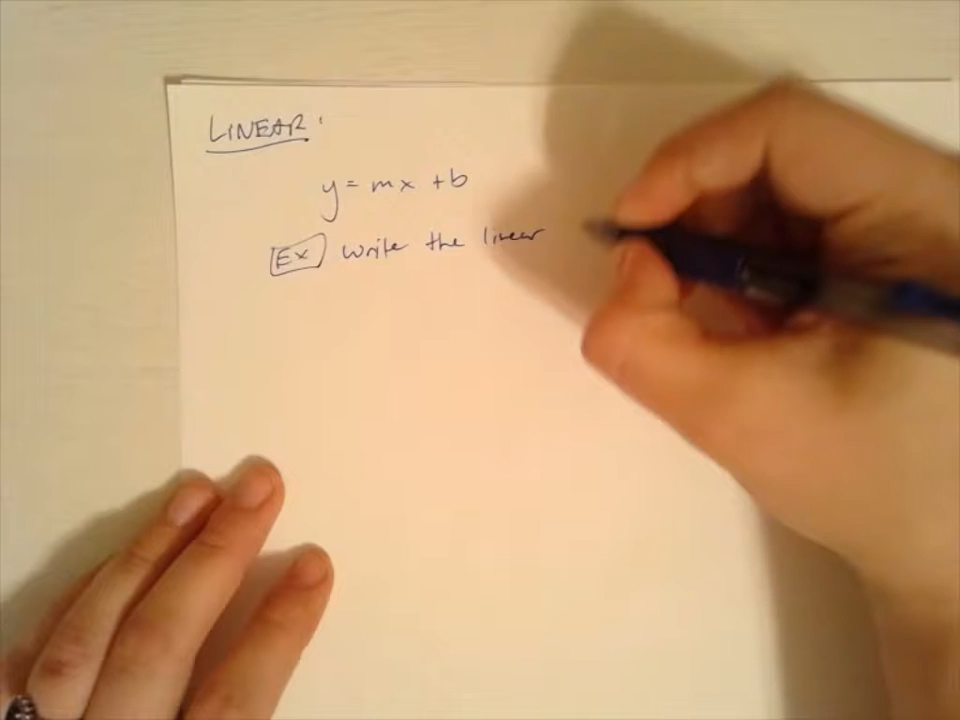 LINEAR:
y = mx + b
Ex Write the linear